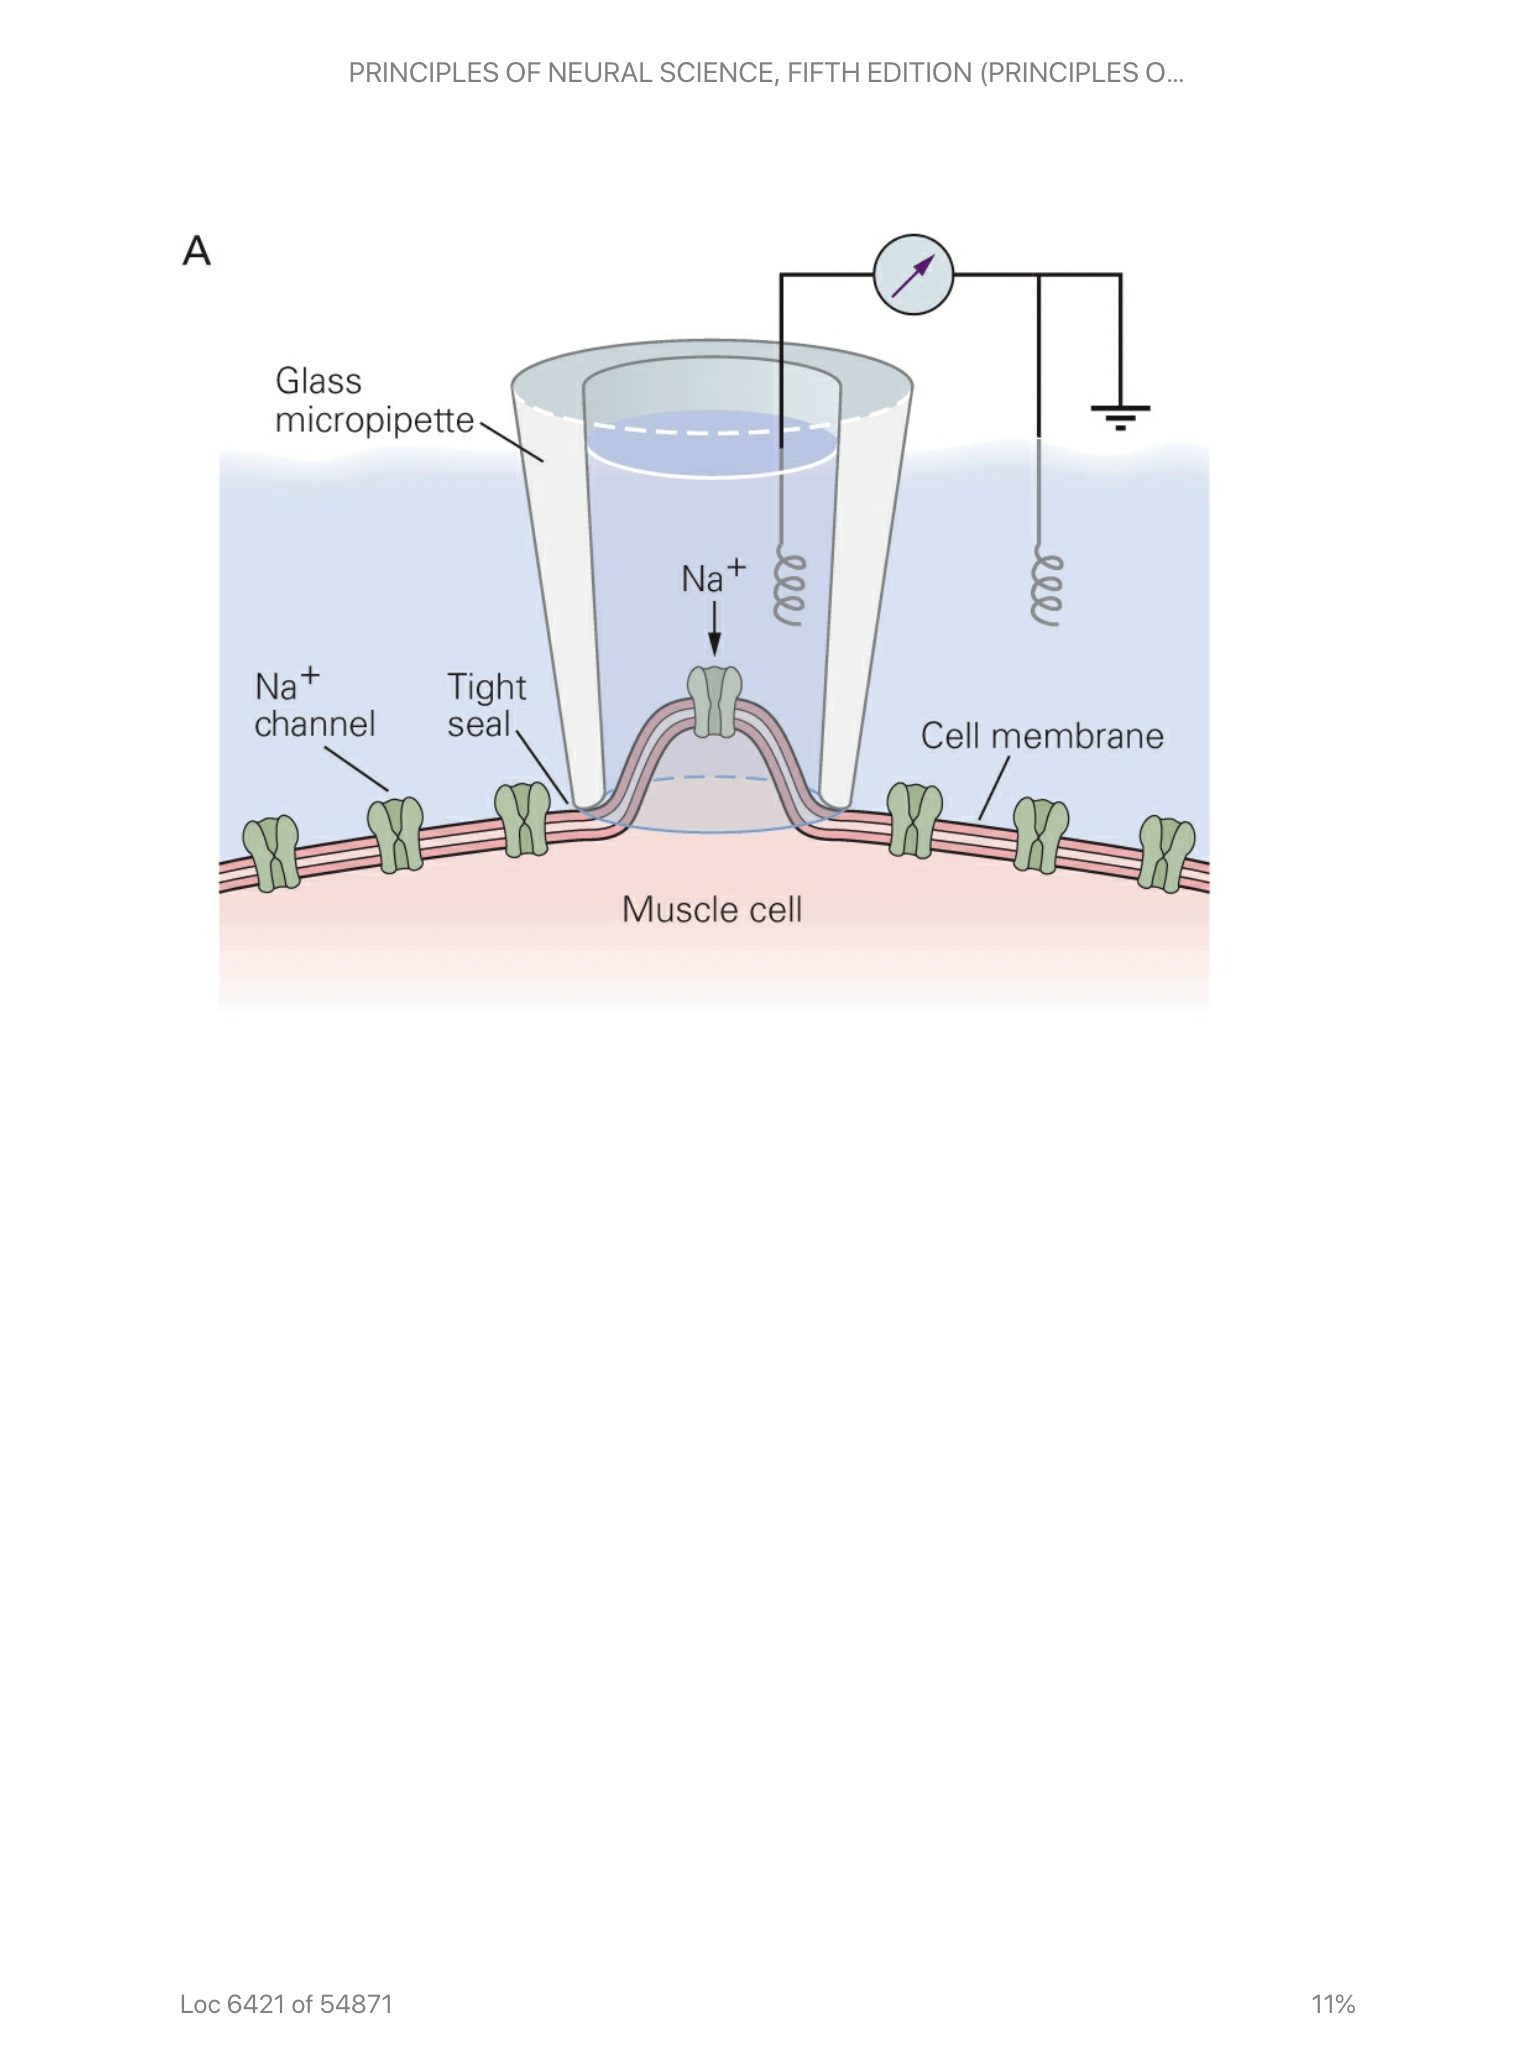 PRINCIPLES OF NEURAL SCIENCE, FIFTH EDITION (PRINCIPLES O...
A
Glass
micropipette
Na+
Na+
channel
Tight
seal
Cell membrane
Muscle cell
Loc 6421 of 54871
11%